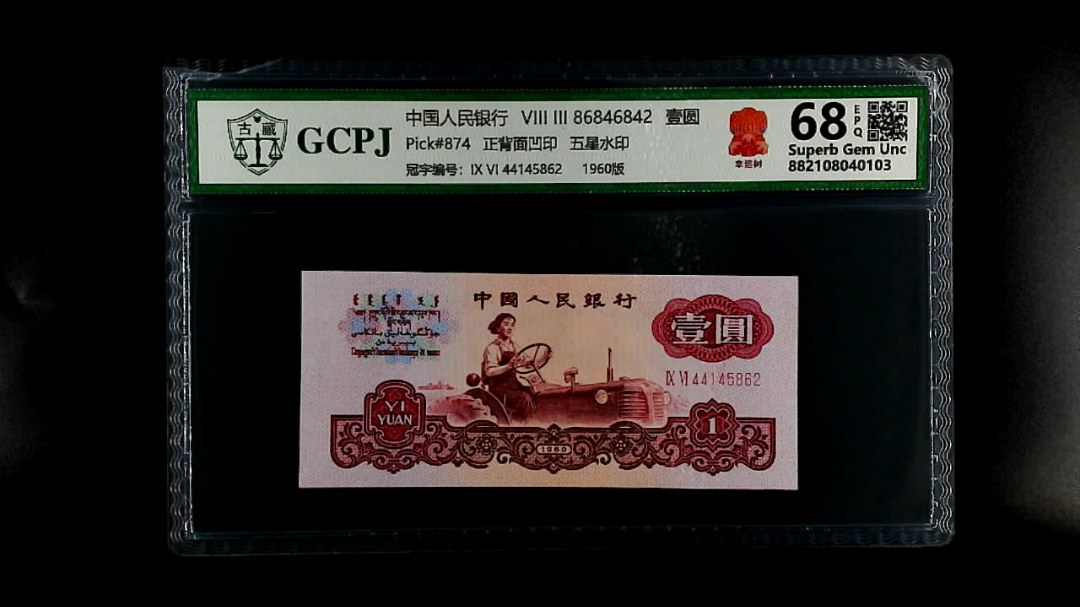 古藏
GCPJ
中国人民银行 VIII III 86846842 壹圆
Pick#874 正背面凹印 五星水印
冠字编号：IX VI 44145862 1960版
幸运树
68 EPQ
Superb Gem Unc
882108040103
中國人民銀行
壹圓
IX VI 44145862
YI
YUAN
1
1960